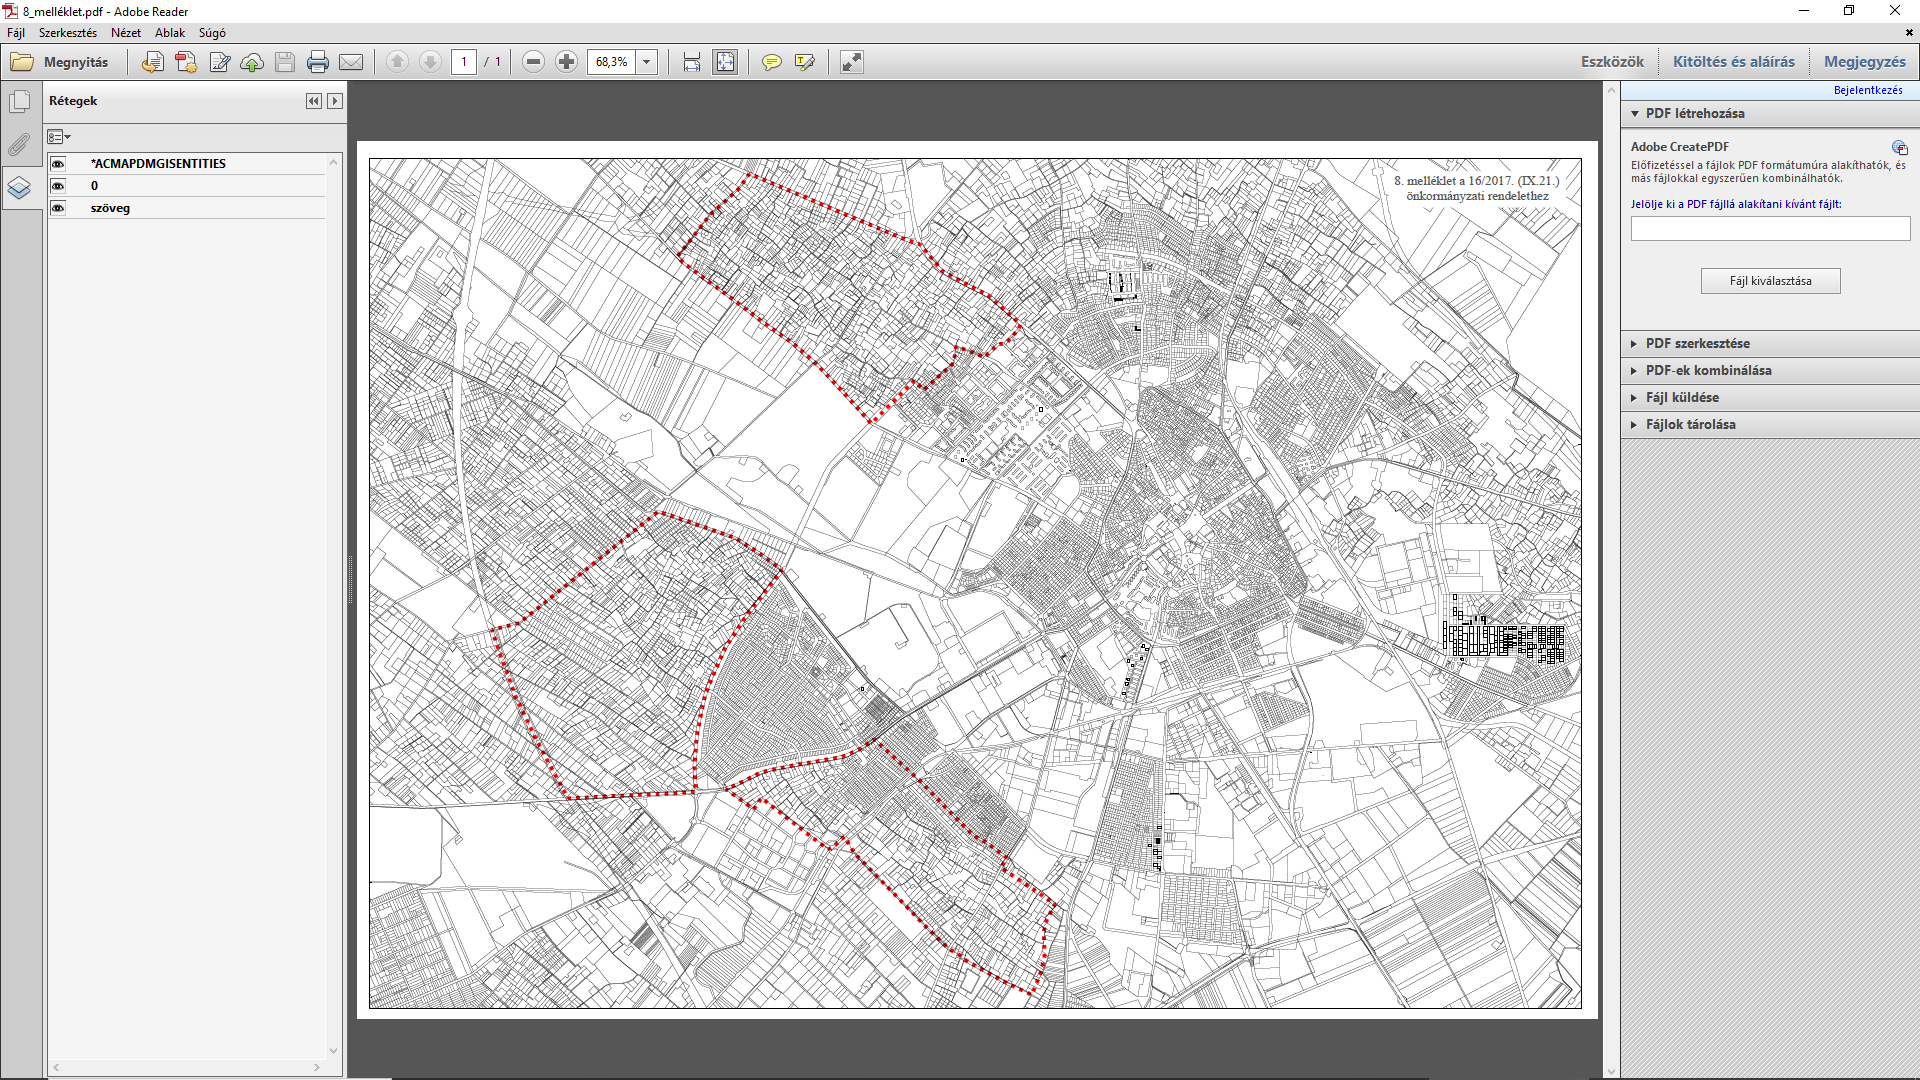 8_melléklet.pdf - Adobe Reader
Fájl Szerkesztés Nézet Ablak Súgó
Megnyitás 1 / 1 68,3% Eszközök Kitöltés és aláírás Megjegyzés
Rétegek
*ACMAPDMGISENTITIES
0
szöveg
8. melléklet a 16/2017. (IX.21.)
önkormányzati rendelethez
Bejelentkezés
PDF létrehozása
Adobe CreatePDF
Előfizetéssel a fájlok PDF formátumúra alakíthatók, és
más fájlokkal egyszerűen kombinálhatók.
Jelölje ki a PDF fájllá alakítani kívánt fájlt:
Fájl kiválasztása
PDF szerkesztése
PDF-ek kombinálása
Fájl küldése
Fájlok tárolása